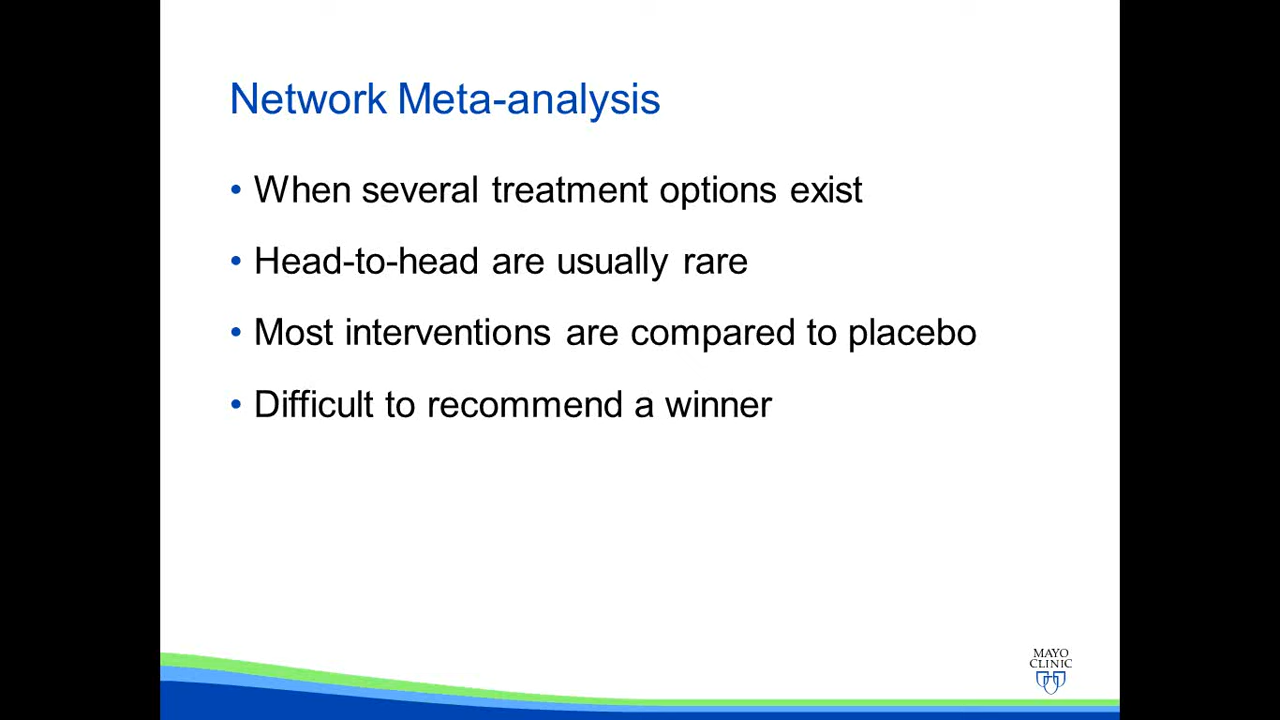 Network Meta-analysis
• When several treatment options exist
• Head-to-head are usually rare
• Most interventions are compared to placebo
• Difficult to recommend a winner
MAYO
CLINIC